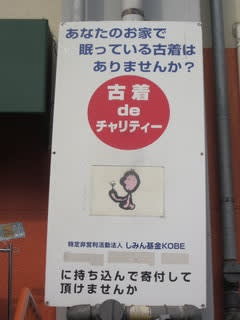 あなたのお家で
眠っている古着は
ありませんか？
古着
de
チャリティー
特定非営利活動法人 しみん基金KOBE
に持ち込んで寄付して
頂けませんか